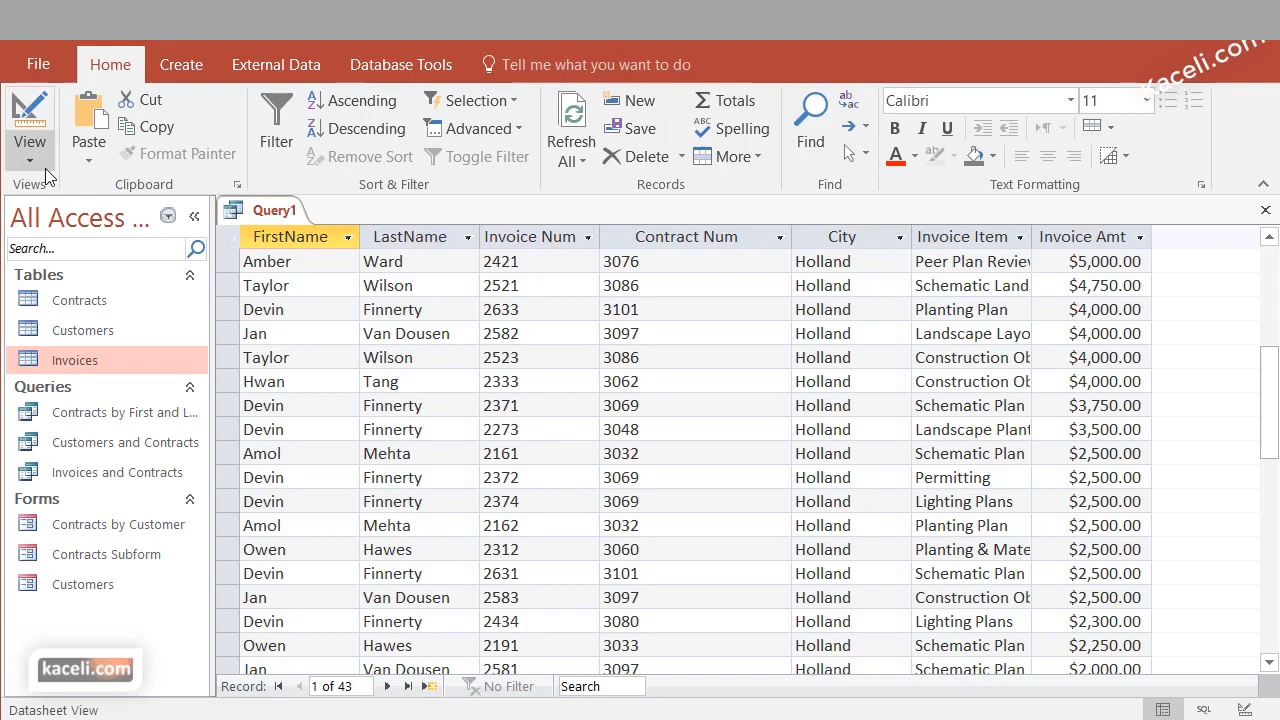 kaceli.com
File Home Create External Data Database Tools Tell me what you want to do
View
Views
Paste
Cut
Copy
Format Painter
Clipboard
Filter
Ascending
Descending
Remove Sort
Selection
Advanced
Toggle Filter
Sort & Filter
Refresh
All
New
Save
Delete
Totals
Spelling
More
Records
Find
Find
Calibri 11
B I U
Text Formatting
All Access ...
Search...
Tables
Contracts
Customers
Invoices
Queries
Contracts by First and L...
Customers and Contracts
Invoices and Contracts
Forms
Contracts by Customer
Contracts Subform
Customers
kaceli.com
Query1
FirstName LastName Invoice Num Contract Num City Invoice Item Invoice Amt
Amber Ward 2421 3076 Holland Peer Plan Review $5,000.00
Taylor Wilson 2521 3086 Holland Schematic Land $4,750.00
Devin Finnerty 2633 3101 Holland Planting Plan $4,000.00
Jan Van Dousen 2582 3097 Holland Landscape Layo $4,000.00
Taylor Wilson 2523 3086 Holland Construction Ob $4,000.00
Hwan Tang 2333 3062 Holland Construction Ob $4,000.00
Devin Finnerty 2371 3069 Holland Schematic Plan $3,750.00
Devin Finnerty 2273 3048 Holland Landscape Plant $3,500.00
Amol Mehta 2161 3032 Holland Schematic Plan $2,500.00
Devin Finnerty 2372 3069 Holland Permitting $2,500.00
Devin Finnerty 2374 3069 Holland Lighting Plans $2,500.00
Amol Mehta 2162 3032 Holland Planting Plan $2,500.00
Owen Hawes 2312 3060 Holland Planting & Mate $2,500.00
Devin Finnerty 2631 3101 Holland Schematic Plan $2,500.00
Jan Van Dousen 2583 3097 Holland Construction Ob $2,500.00
Devin Finnerty 2434 3080 Holland Lighting Plans $2,300.00
Owen Hawes 2191 3033 Holland Schematic Plan $2,250.00
Jan Van Dousen 2581 3097 Holland Schematic Plan $2,000.00
Record: 1 of 43 No Filter Search
Datasheet View SQL